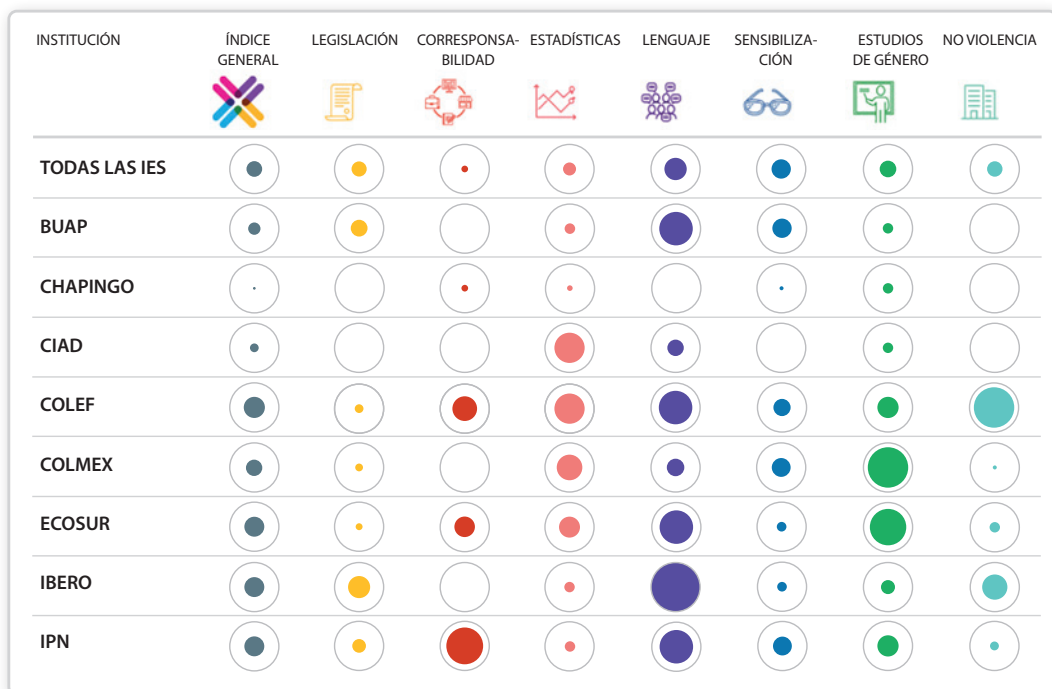 INSTITUCIÓN
ÍNDICE
GENERAL
LEGISLACIÓN
CORRESPONSA-
BILIDAD
ESTADÍSTICAS
LENGUAJE
SENSIBILIZA-
CIÓN
ESTUDIOS
DE GÉNERO
NO VIOLENCIA
TODAS LAS IES
BUAP
CHAPINGO
CIAD
COLEF
COLMEX
ECOSUR
IBERO
IPN